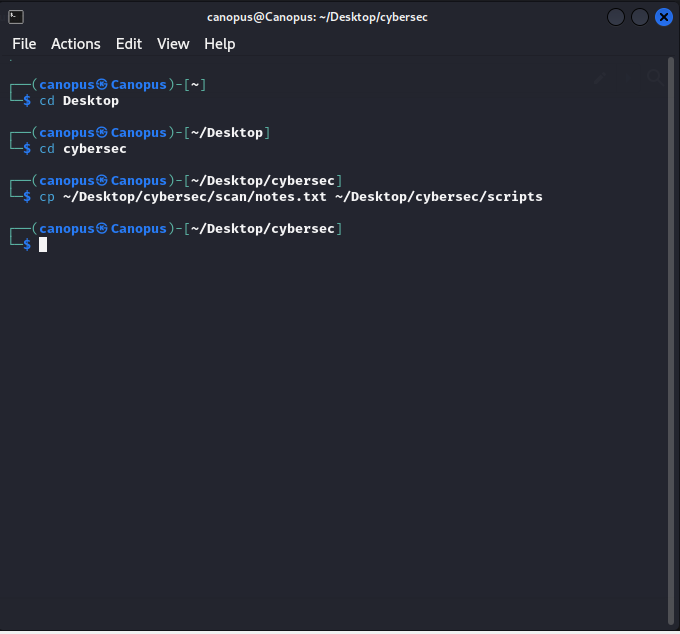 canopus@Canopus: ~/Desktop/cybersec
File Actions Edit View Help
┌──(canopus㉿Canopus)-[~]
└─$ cd Desktop
┌──(canopus㉿Canopus)-[~/Desktop]
└─$ cd cybersec
┌──(canopus㉿Canopus)-[~/Desktop/cybersec]
└─$ cp ~/Desktop/cybersec/scan/notes.txt ~/Desktop/cybersec/scripts
┌──(canopus㉿Canopus)-[~/Desktop/cybersec]
└─$